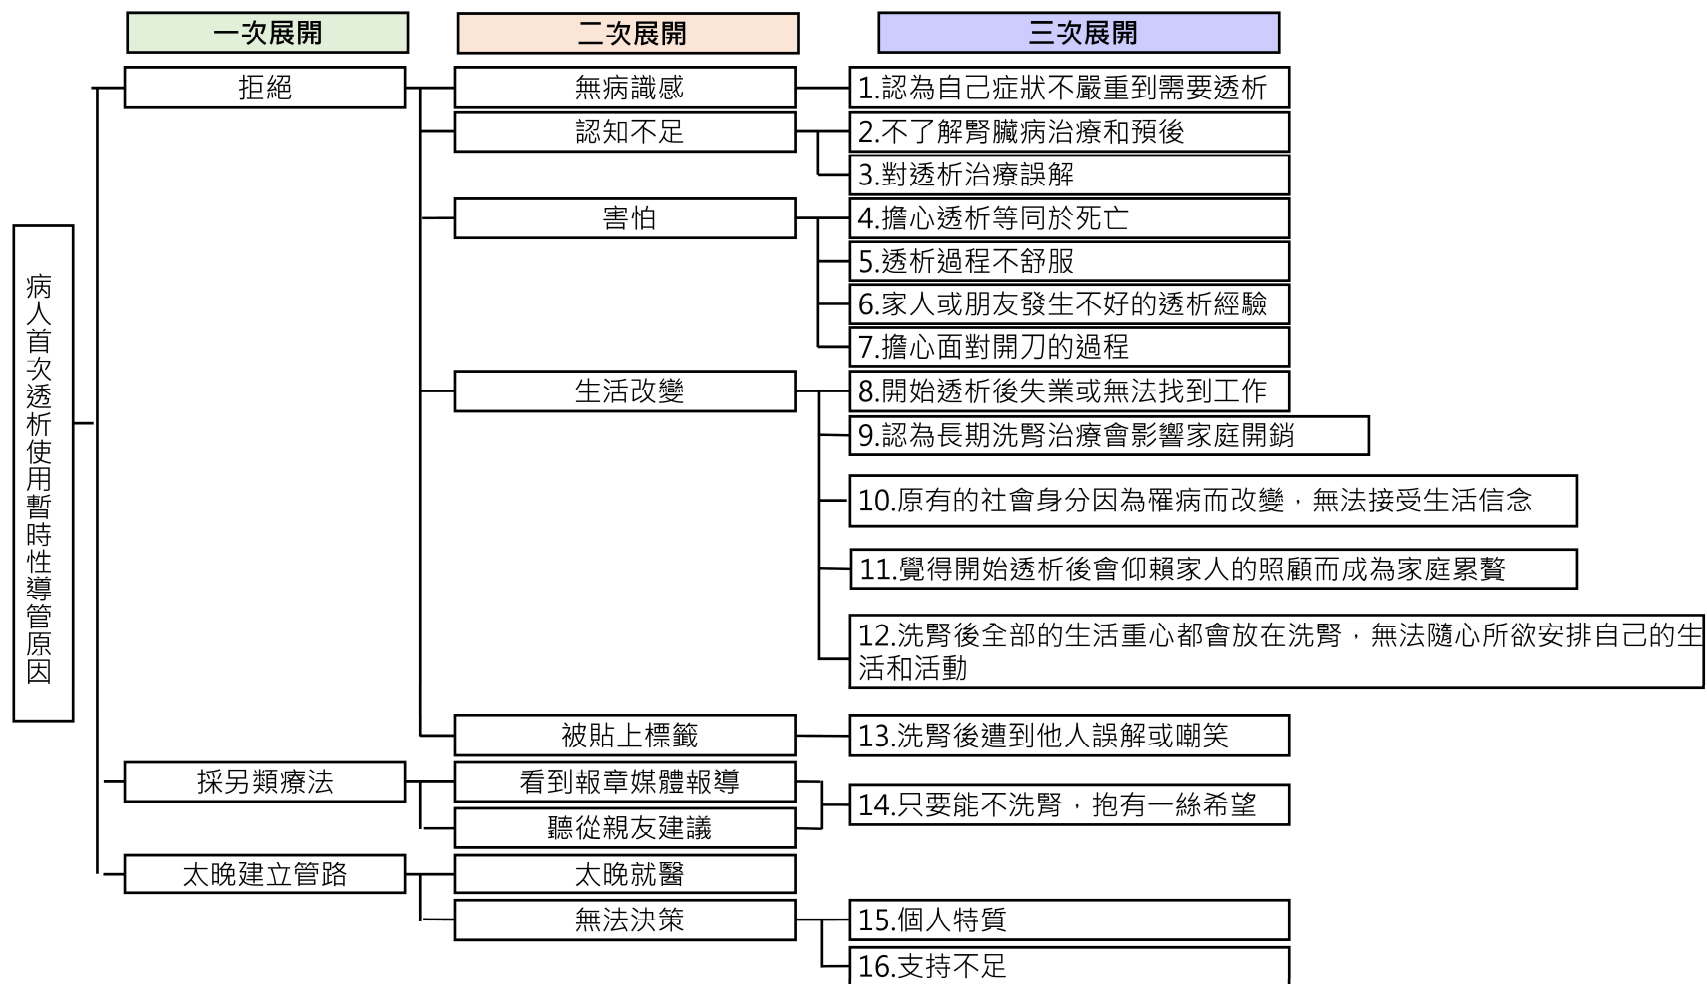 一次展開
二次展開
三次展開
病人首次透析使用暫時性導管原因
拒絕
無病識感
1.認為自己症狀不嚴重到需要透析
認知不足
2.不了解腎臟病治療和預後
3.對透析治療誤解
害怕
4.擔心透析等同於死亡
5.透析過程不舒服
6.家人或朋友發生不好的透析經驗
7.擔心面對開刀的過程
生活改變
8.開始透析後失業或無法找到工作
9.認為長期洗腎治療會影響家庭開銷
10.原有的社會身分因為罹病而改變，無法接受生活信念
11.覺得開始透析後會仰賴家人的照顧而成為家庭累贅
12.洗腎後全部的生活重心都會放在洗腎，無法隨心所欲安排自己的生
活和活動
被貼上標籤
13.洗腎後遭到他人誤解或嘲笑
採另類療法
看到報章媒體報導
聽從親友建議
14.只要能不洗腎，抱有一絲希望
太晚建立管路
太晚就醫
無法決策
15.個人特質
16.支持不足